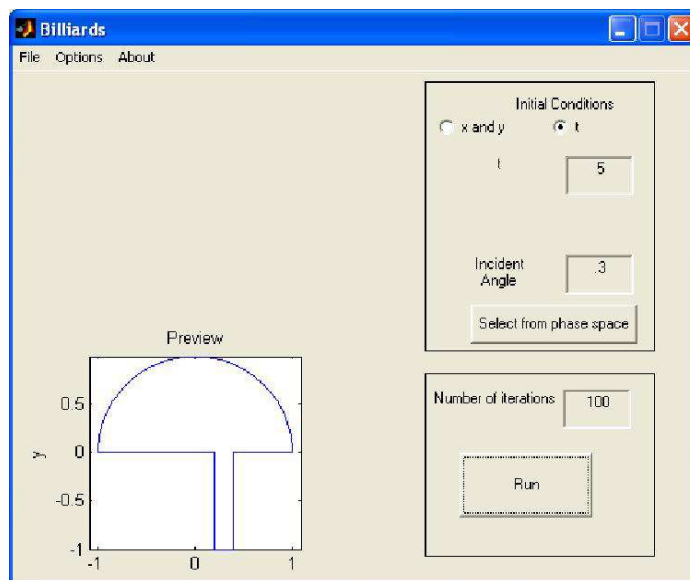 Billiards
File Options About
Initial Conditions
x and y
t
t
5
Incident
Angle
.3
Select from phase space
Number of iterations
100
Run
Preview
y
0.5
0
-0.5
-1
-1 0 1